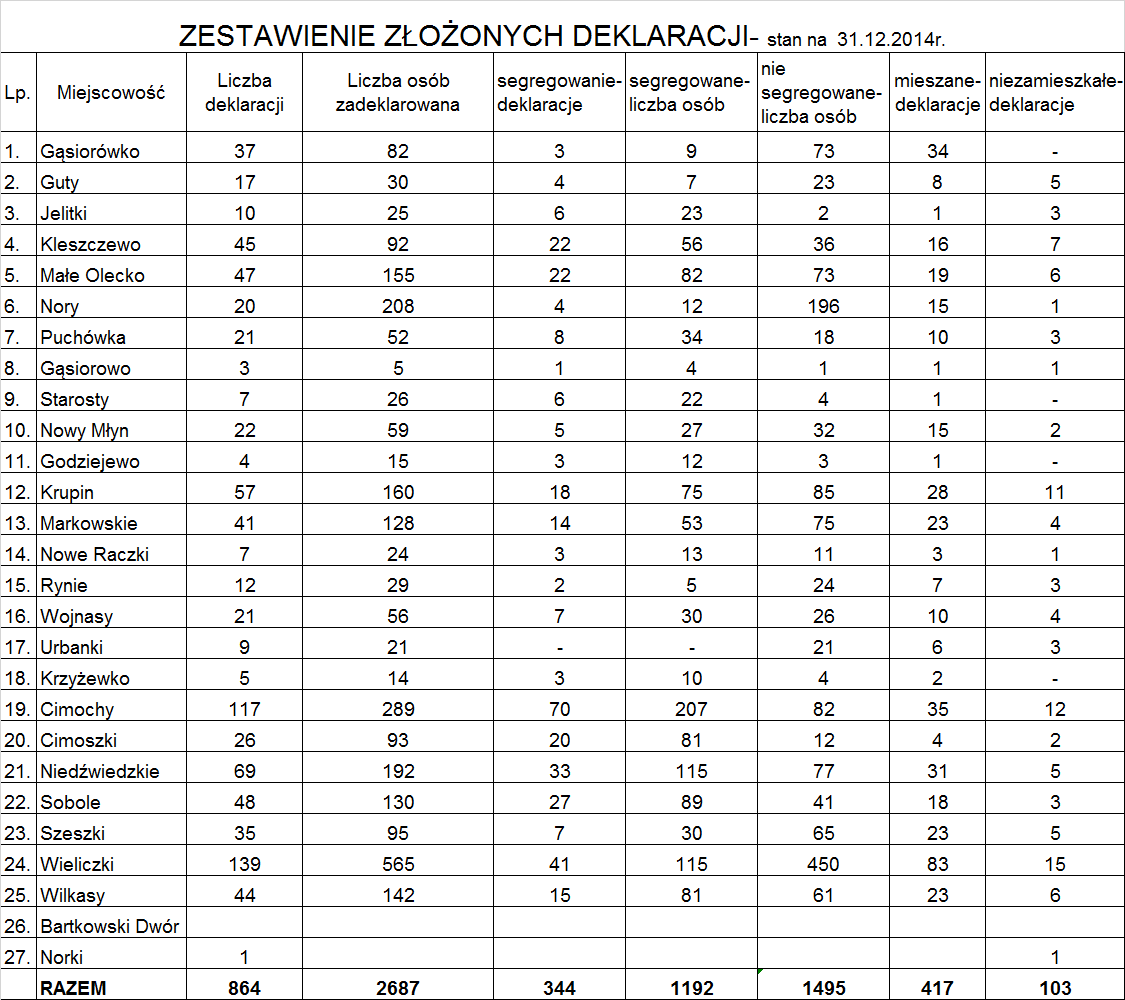 ZESTAWIENIE ZŁOŻONYCH DEKLARACJI- stan na 31.12.2014r.
Lp. Miejscowość Liczba deklaracji Liczba osób zadeklarowana segregowanie-deklaracje segregowane-liczba osób nie segregowane-liczba osób mieszane-deklaracje niezamieszkałe-deklaracje
1. Gąsiorówko 37 82 3 9 73 34 -
2. Guty 17 30 4 7 23 8 5
3. Jelitki 10 25 6 23 2 1 3
4. Kleszczewo 45 92 22 56 36 16 7
5. Małe Olecko 47 155 22 82 73 19 6
6. Nory 20 208 4 12 196 15 1
7. Puchówka 21 52 8 34 18 10 3
8. Gąsiorowo 3 5 1 4 1 1 1
9. Starosty 7 26 6 22 4 1 -
10. Nowy Młyn 22 59 5 27 32 15 2
11. Godziejewo 4 15 3 12 3 1 -
12. Krupin 57 160 18 75 85 28 11
13. Markowskie 41 128 14 53 75 23 4
14. Nowe Raczki 7 24 3 13 11 3 1
15. Rynie 12 29 2 5 24 7 3
16. Wojnasy 21 56 7 30 26 10 4
17. Urbanki 9 21 - - 21 6 3
18. Krzyżewko 5 14 3 10 4 2 -
19. Cimochy 117 289 70 207 82 35 12
20. Cimoszki 26 93 20 81 12 4 2
21. Niedźwiedzkie 69 192 33 115 77 31 5
22. Sobole 48 130 27 89 41 18 3
23. Szeszki 35 95 7 30 65 23 5
24. Wieliczki 139 565 41 115 450 83 15
25. Wilkasy 44 142 15 81 61 23 6
26. Bartkowski Dwór
27. Norki 1 1
RAZEM 864 2687 344 1192 1495 417 103